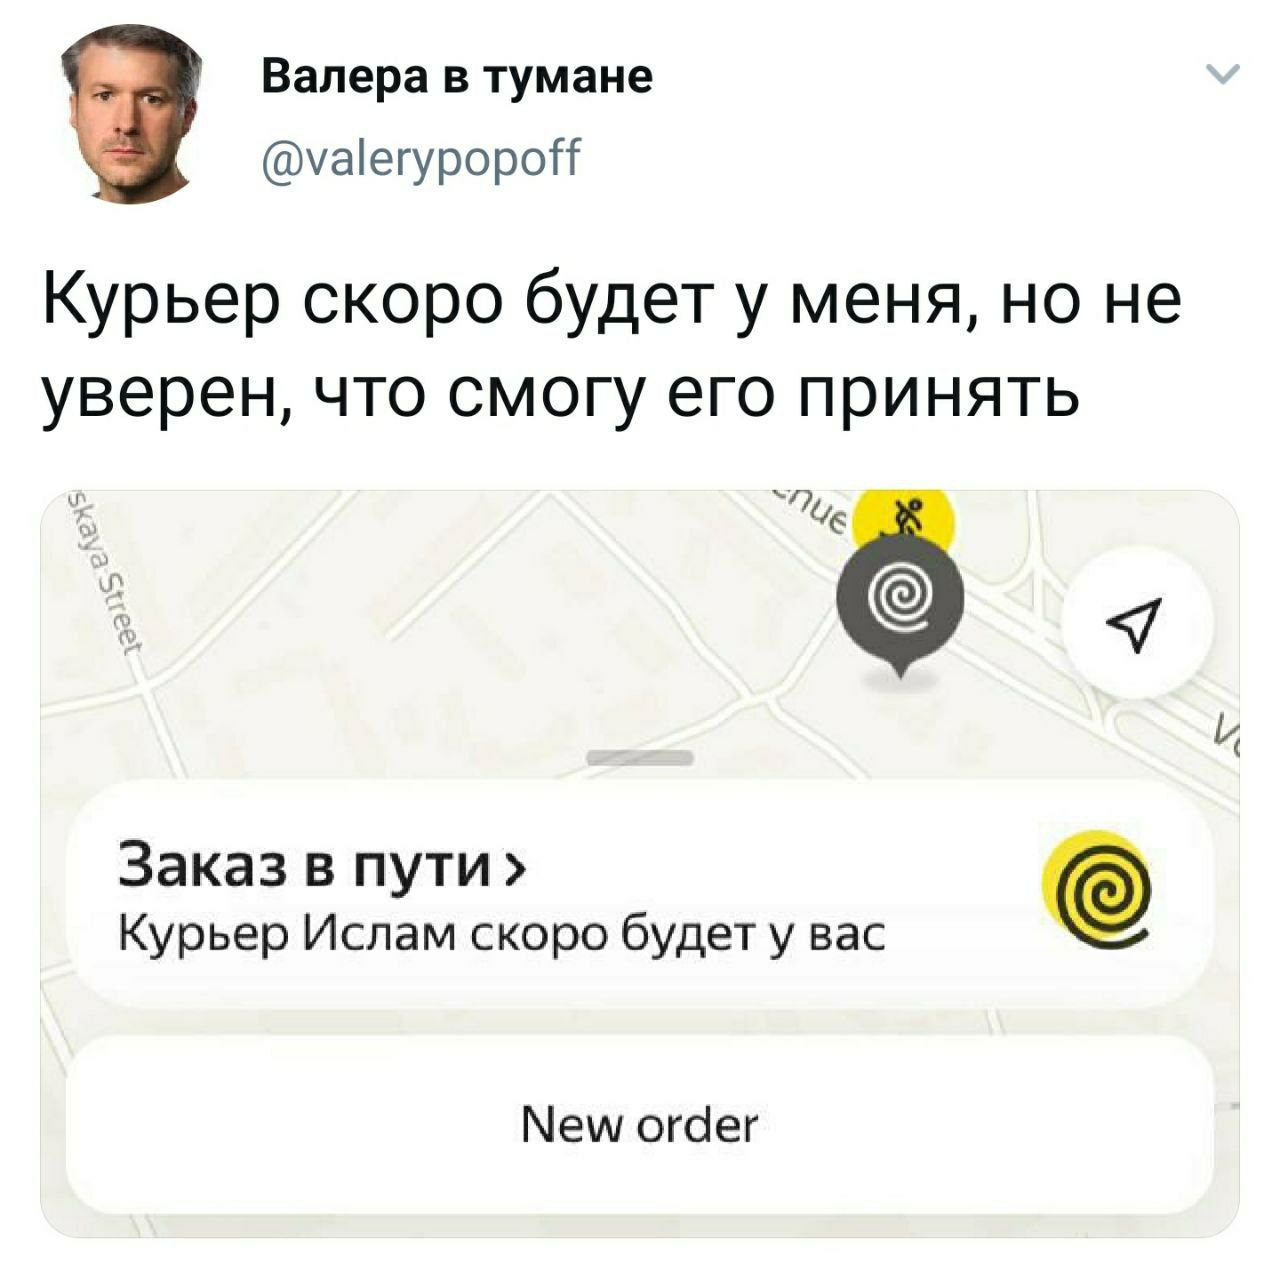 Валера в тумане
@valerypopoff
Курьер скоро будет у меня, но не
уверен, что смогу его принять
skaya Street
enue
Заказ в пути ›
Курьер Ислам скоро будет у вас
New order